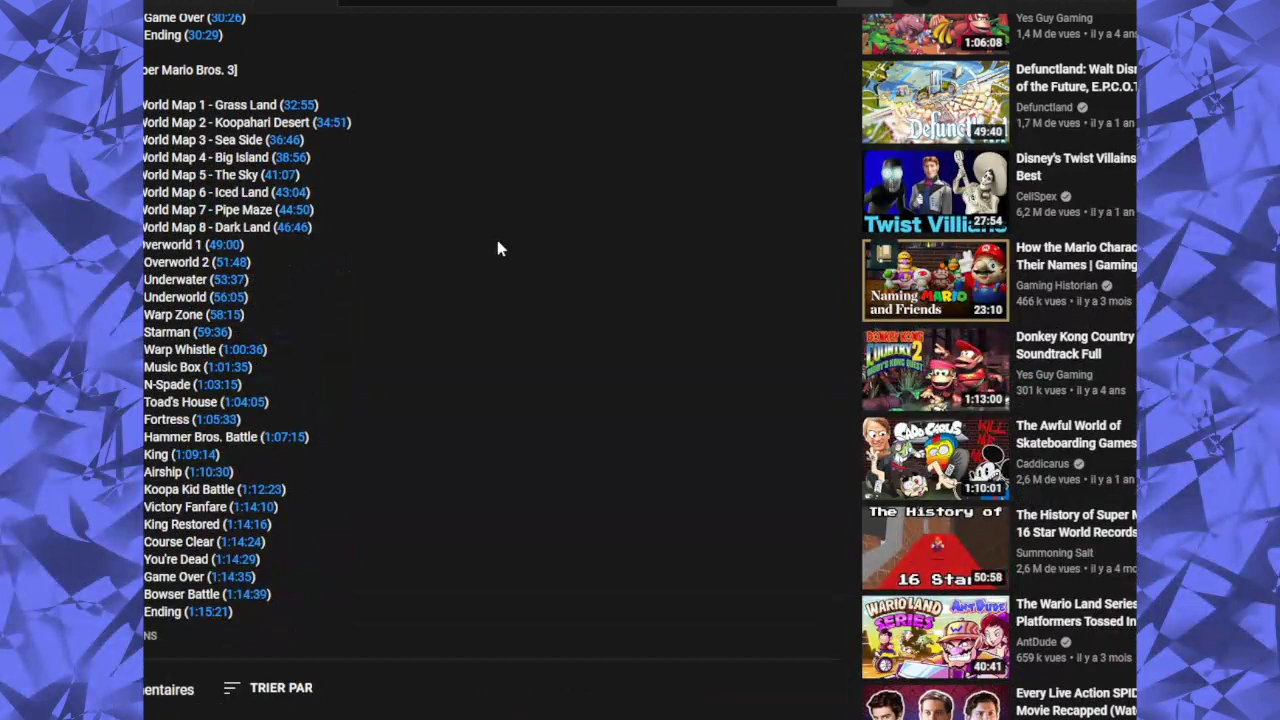 Game Over (30:26)
Ending (30:29)
per Mario Bros. 3]
World Map 1 - Grass Land (32:55)
World Map 2 - Koopahari Desert (34:51)
World Map 3 - Sea Side (36:46)
World Map 4 - Big Island (38:56)
World Map 5 - The Sky (41:07)
World Map 6 - Iced Land (43:04)
World Map 7 - Pipe Maze (44:50)
World Map 8 - Dark Land (46:46)
Overworld 1 (49:00)
Overworld 2 (51:48)
Underwater (53:37)
Underworld (56:05)
Warp Zone (58:15)
Starman (59:36)
Warp Whistle (1:00:36)
Music Box (1:01:35)
N-Spade (1:03:15)
Toad's House (1:04:05)
Fortress (1:05:33)
Hammer Bros. Battle (1:07:15)
King (1:09:14)
Airship (1:10:30)
Koopa Kid Battle (1:12:23)
Victory Fanfare (1:14:10)
King Restored (1:14:16)
Course Clear (1:14:24)
You're Dead (1:14:29)
Game Over (1:14:35)
Bowser Battle (1:14:39)
Ending (1:15:21)
NS
entaires
TRIER PAR
1:06:08
Yes Guy Gaming
1,4 M de vues • il y a 4 ans
Defunctl
49:40
Defunctland: Walt Disn
of the Future, E.P.C.O.T
Defunctland
1,7 M de vues • il y a 1 an
Twist Villains
27:54
Disney's Twist Villains
Best
CellSpex
6,2 M de vues • il y a 1 an
Naming MARIO
and Friends
23:10
How the Mario Charac
Their Names | Gaming
Gaming Historian
466 k vues • il y a 3 mois
DONKEY KONG
COUNTRY 2
DIDDY'S KONG QUEST
1:13:00
Donkey Kong Country
Soundtrack Full
Yes Guy Gaming
301 k vues • il y a 4 ans
CADDICARUS
KILL
ME
1:10:01
The Awful World of
Skateboarding Games
Caddicarus
2,6 M de vues • il y a 1 an
The History of
16 Star
50:58
The History of Super M
16 Star World Records
Summoning Salt
2,6 M de vues • il y a 4 mo
WARIO LAND
SERIES
ANTDUDE
40:41
The Wario Land Series
Platformers Tossed In
AntDude
659 k vues • il y a 3 mois
Every Live Action SPID
Movie Recapped (Wat